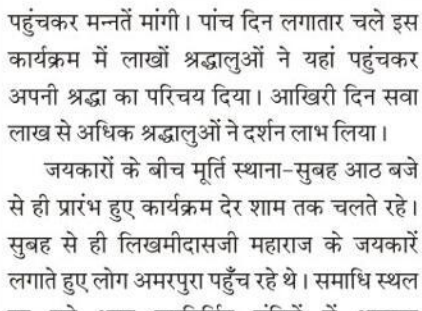 पहुंचकर मन्नतें मांगी। पांच दिन लगातार चले इस
कार्यक्रम में लाखों श्रद्धालुओं ने यहां पहुंचकर
अपनी श्रद्धा का परिचय दिया। आखिरी दिन सवा
लाख से अधिक श्रद्धालुओं ने दर्शन लाभ लिया।
जयकारों के बीच मूर्ति स्थाना-सुबह आठ बजे
से ही प्रारंभ हुए कार्यक्रम देर शाम तक चलते रहे।
सुबह से ही लिखमीदासजी महाराज के जयकारें
लगाते हुए लोग अमरपुरा पहुँच रहे थे। समाधि स्थल